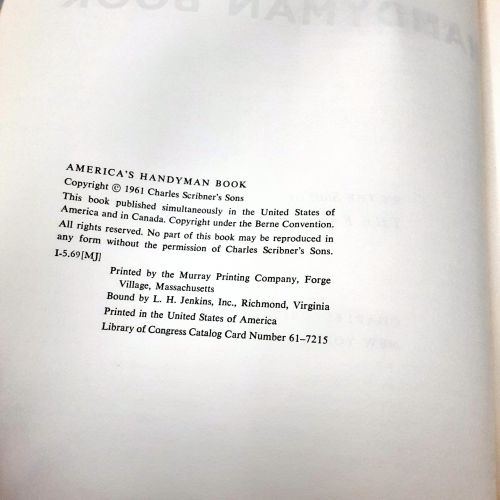 AMERICA'S HANDYMAN BOOK
Copyright © 1961 Charles Scribner's Sons
This book published simultaneously in the United States of
America and in Canada. Copyright under the Berne Convention.
All rights reserved. No part of this book may be reproduced in
any form without the permission of Charles Scribner's Sons.
I-5.69[MJ]
Printed by the Murray Printing Company, Forge
Village, Massachusetts
Bound by L. H. Jenkins, Inc., Richmond, Virginia
Printed in the United States of America
Library of Congress Catalog Card Number 61-7215